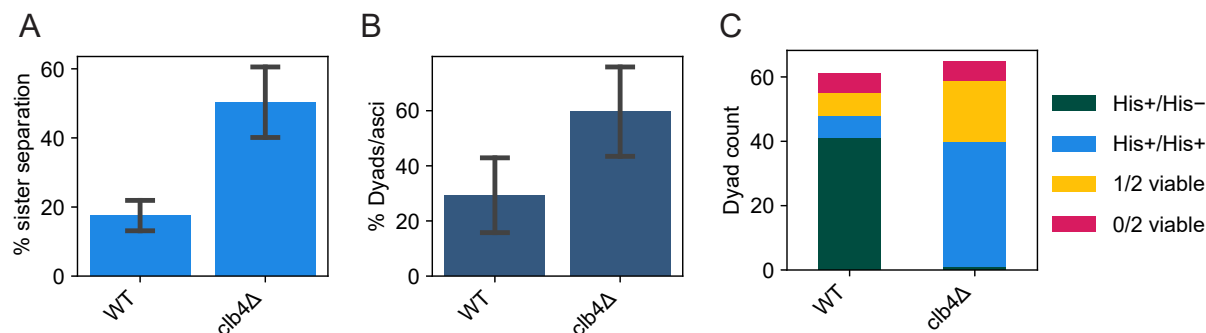 A
% sister separation
60
40
20
0
WT
clb4Δ
B
% Dyads/asci
60
40
20
0
WT
clb4Δ
C
Dyad count
60
40
20
0
WT
clb4Δ
His+/His−
His+/His+
1/2 viable
0/2 viable